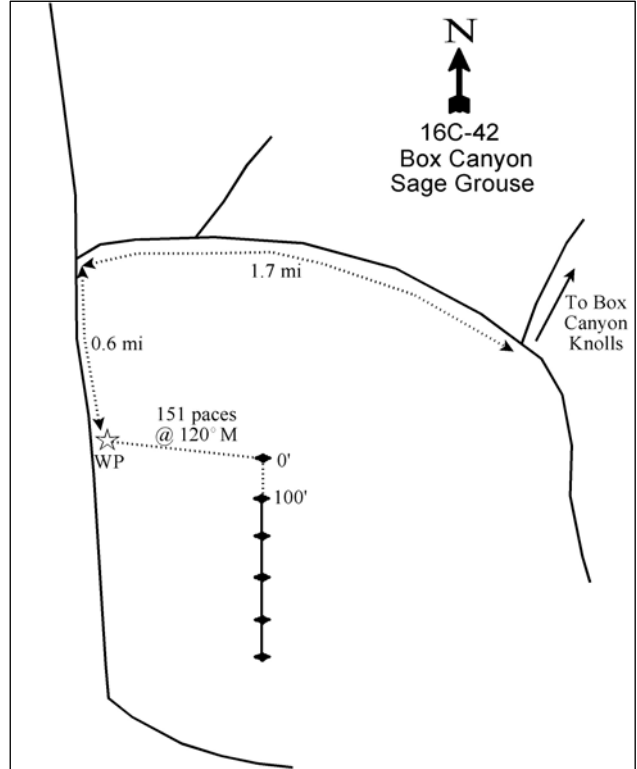 N
16C-42
Box Canyon
Sage Grouse
1.7 mi
To Box
Canyon
Knolls
0.6 mi
151 paces
@ 120° M
WP
0'
100'